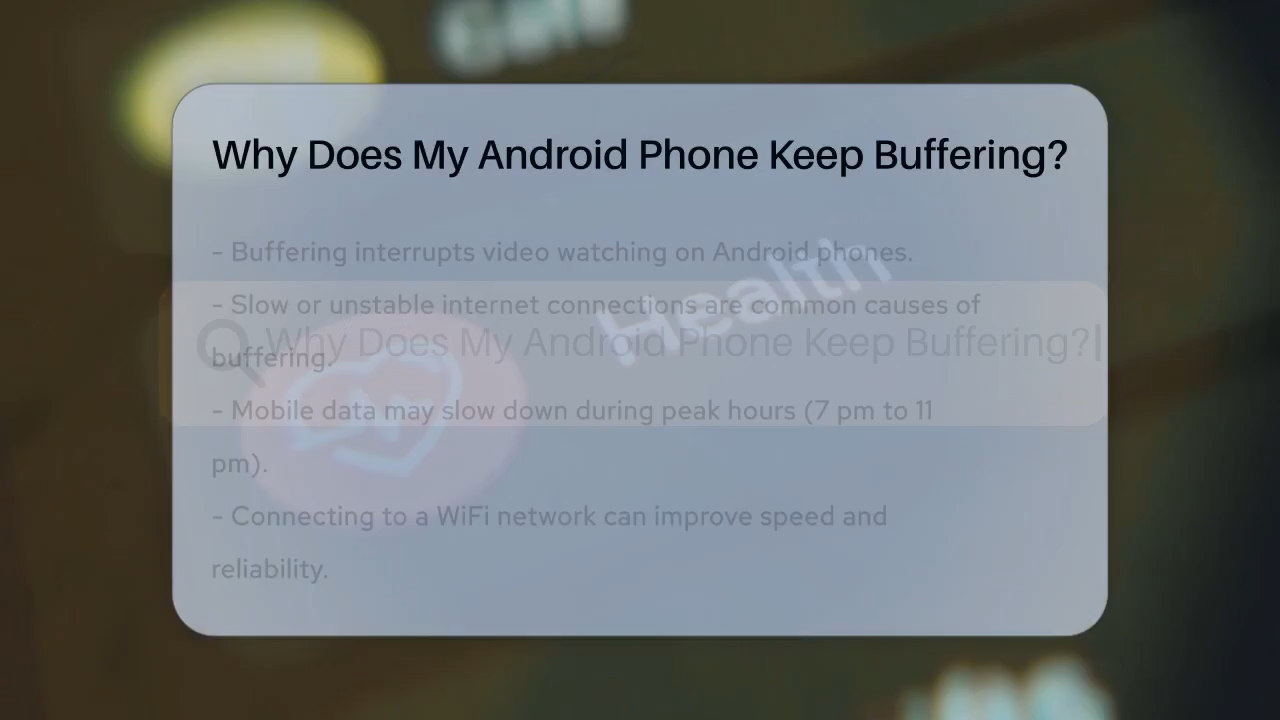 Why Does My Android Phone Keep Buffering?
- Buffering interrupts video watching on Android phones.
Health
- Slow or unstable internet connections are common causes of
Why Does My Android Phone Keep Buffering?
buffering.
- Mobile data may slow down during peak hours (7 pm to 11
pm).
- Connecting to a WiFi network can improve speed and
reliability.